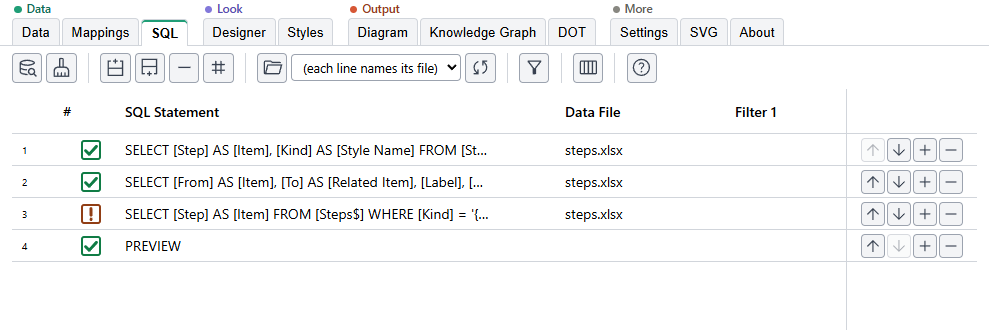 Data Look Output More
Data Mappings SQL Designer Styles Diagram Knowledge Graph DOT Settings SVG About
(each line names its file)
# SQL Statement Data File Filter 1
1 SELECT [Step] AS [Item], [Kind] AS [Style Name] FROM [St... steps.xlsx
2 SELECT [From] AS [Item], [To] AS [Related Item], [Label], [... steps.xlsx
3 SELECT [Step] AS [Item] FROM [Steps$] WHERE [Kind] = '{... steps.xlsx
4 PREVIEW